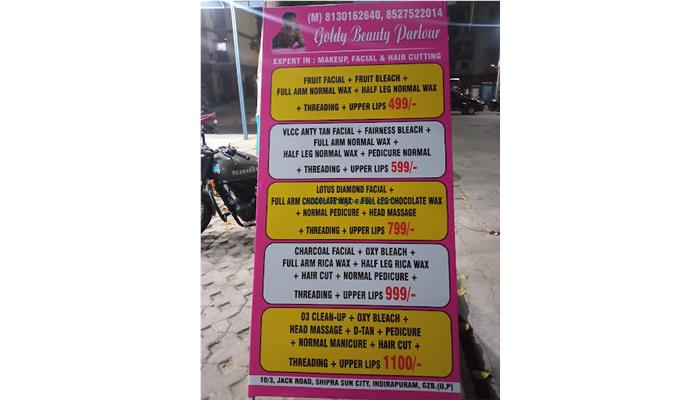 (M) 8130162640, 8527522014
Goldy Beauty Parlour
EXPERT IN : MAKEUP, FACIAL & HAIR CUTTING
FRUIT FACIAL + FRUIT BLEACH +
FULL ARM NORMAL WAX + HALF LEG NORMAL WAX
+ THREADING + UPPER LIPS 499/-
VLCC ANTY TAN FACIAL + FAIRNESS BLEACH +
FULL ARM NORMAL WAX +
HALF LEG NORMAL WAX + PEDICURE NORMAL
+ THREADING + UPPER LIPS 599/-
LOTUS DIAMOND FACIAL +
FULL ARM CHOCOLATE WAX + FULL LEG CHOCOLATE WAX
+ NORMAL PEDICURE + HEAD MASSAGE
+ THREADING + UPPER LIPS 799/-
CHARCOAL FACIAL + OXY BLEACH +
FULL ARM RICA WAX + HALF LEG RICA WAX
+ HAIR CUT + NORMAL PEDICURE +
THREADING + UPPER LIPS 999/-
O3 CLEAN-UP + OXY BLEACH +
HEAD MASSAGE + D-TAN + PEDICURE
+ NORMAL MANICURE + HAIR CUT +
THREADING + UPPER LIPS 1100/-
10/3, JACK ROAD, SHIPRA SUN CITY, INDIRAPURAM, GZB.(U,P)